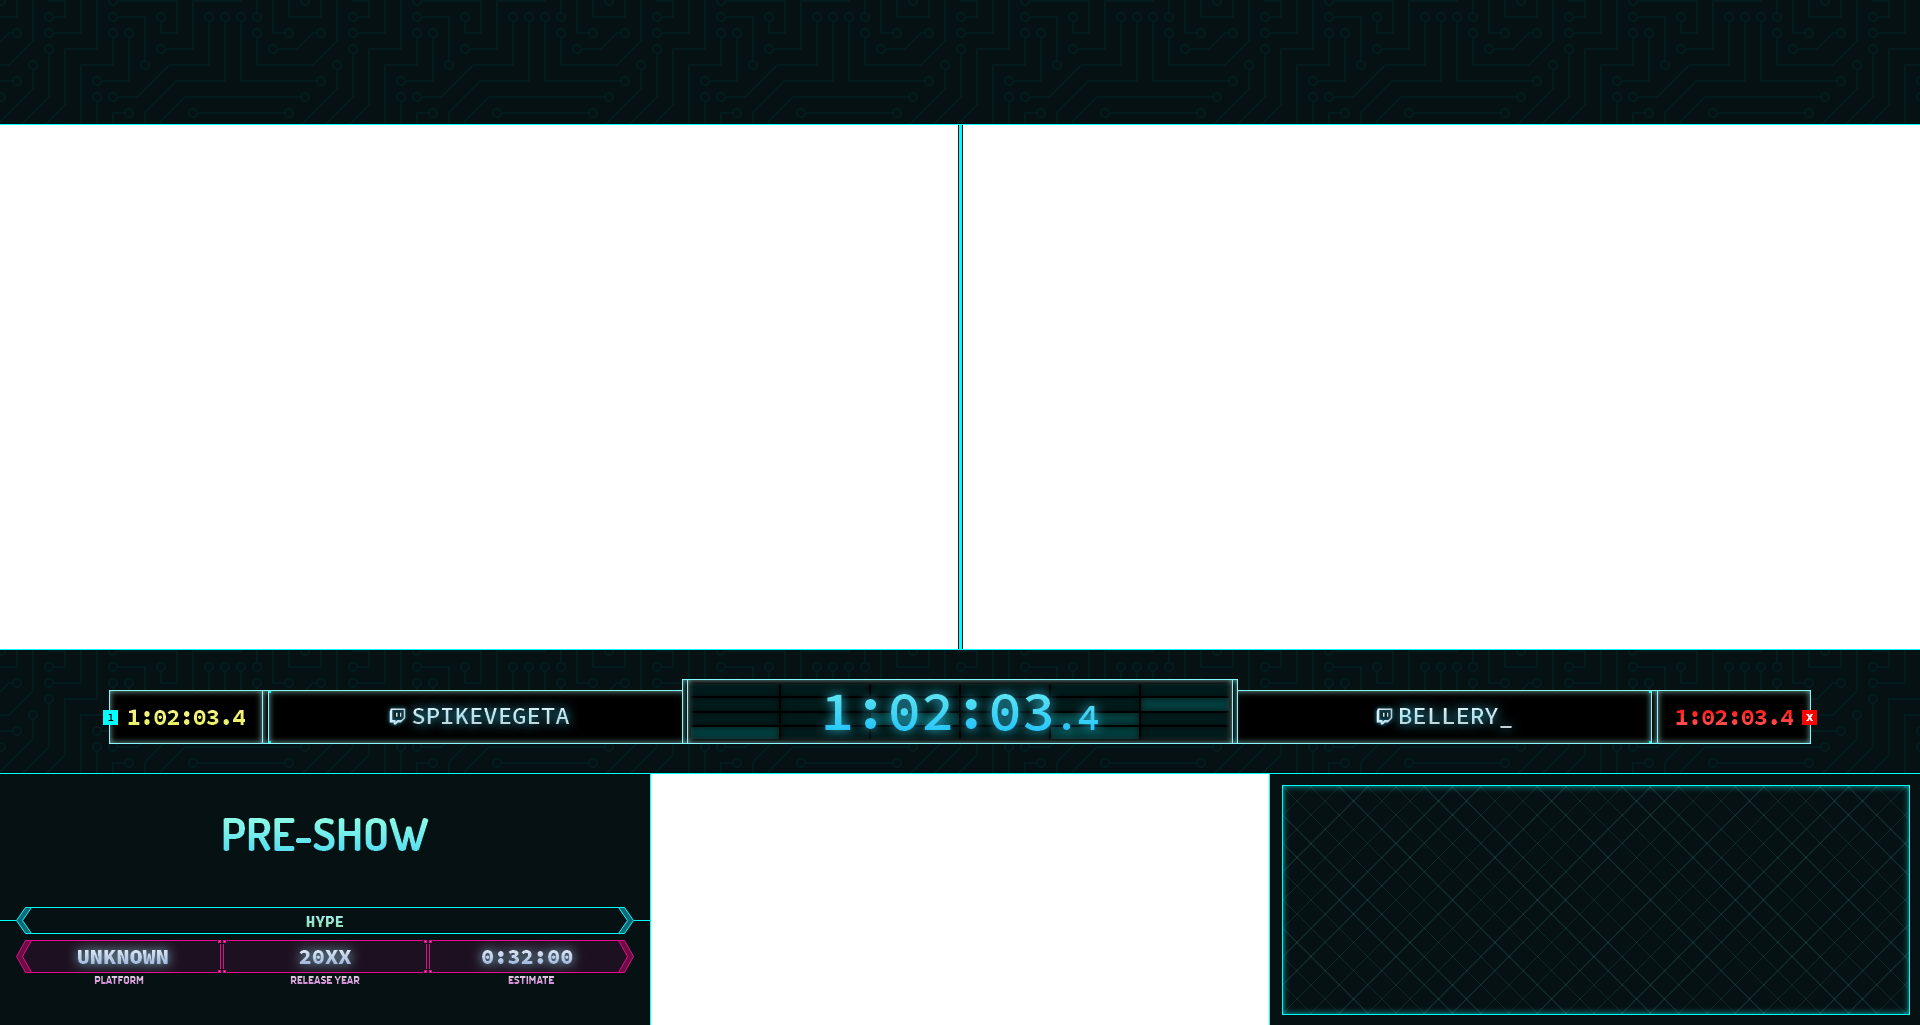 1 1:02:03.4 SPIKEVEGETA 1:02:03.4 BELLERY_ 1:02:03.4 X
PRE-SHOW
HYPE
UNKNOWN 20XX 0:32:00
PLATFORM RELEASE YEAR ESTIMATE